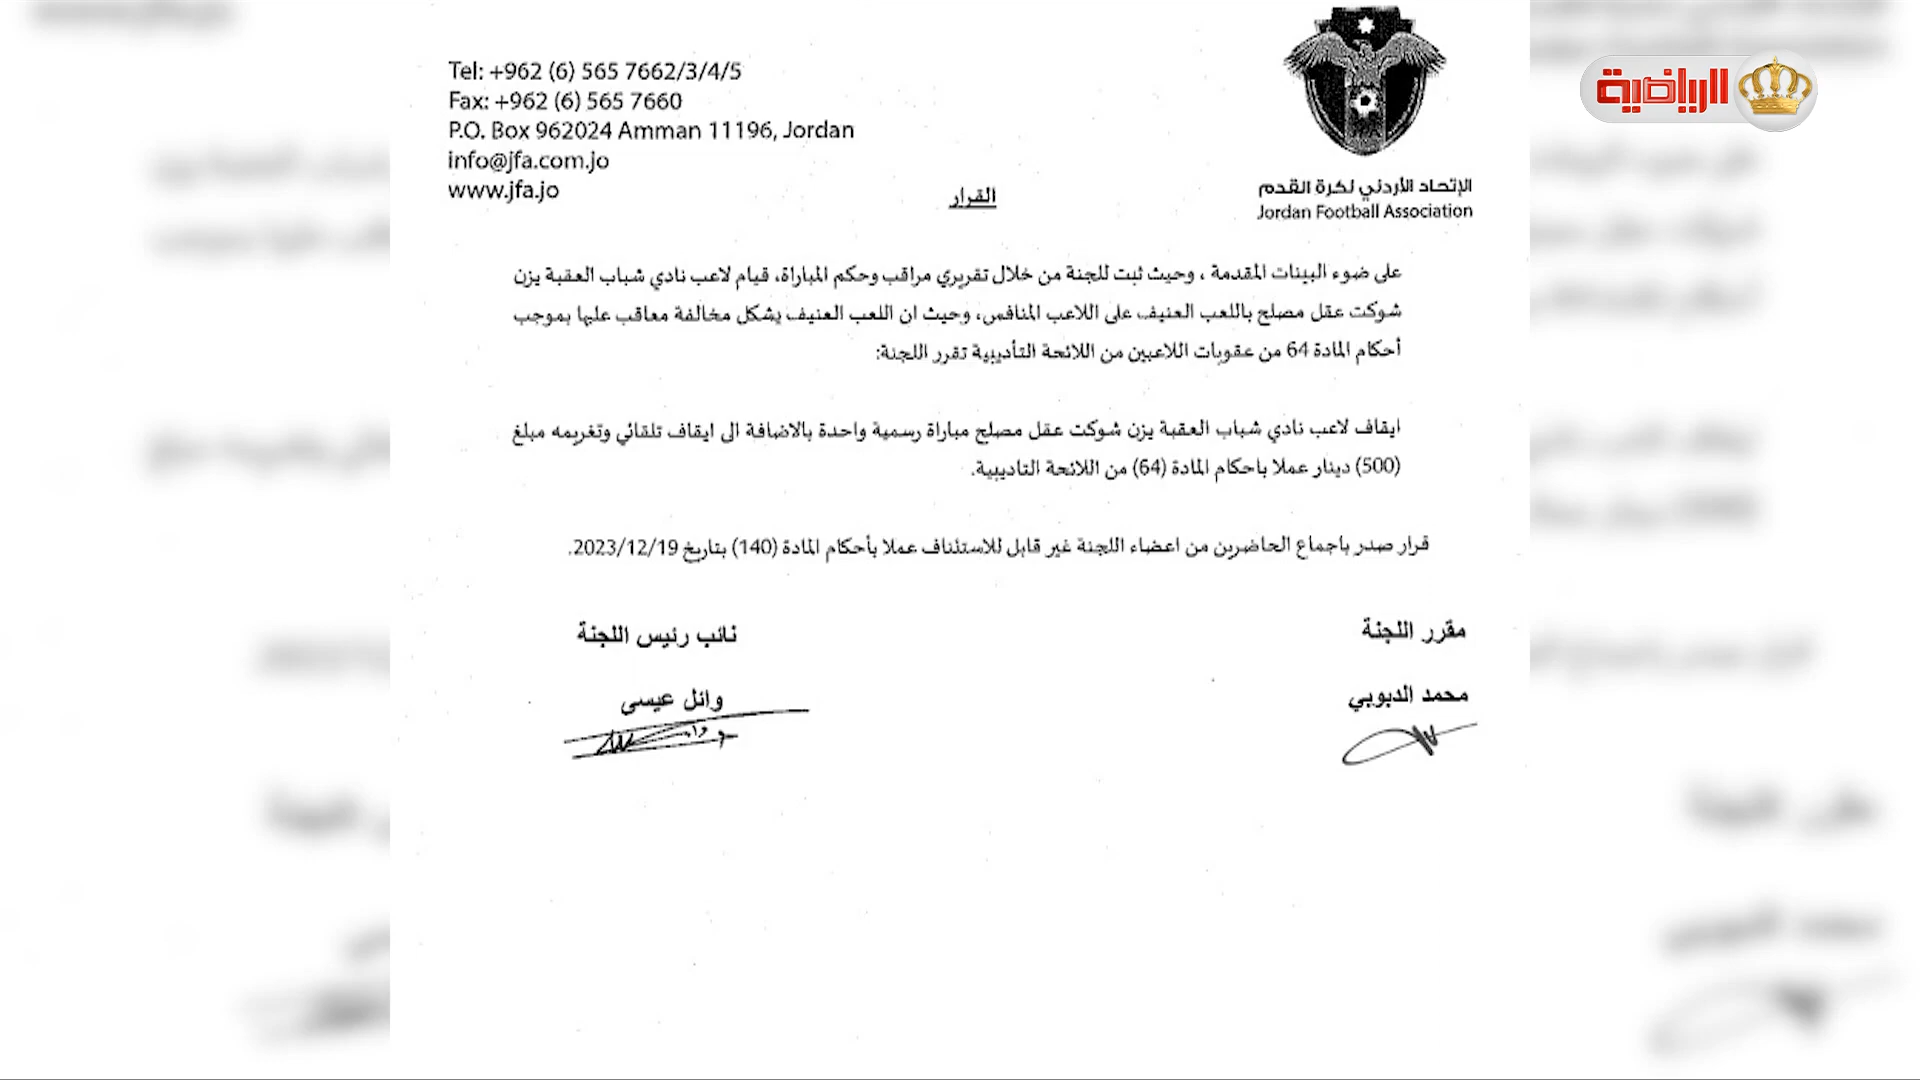 Tel: +962 (6) 565 7662/3/4/5
Fax: +962 (6) 565 7660
P.O. Box 962024 Amman 11196, Jordan
info@jfa.com.jo
www.jfa.jo
الإتحاد الأردني لكرة القدم
Jordan Football Association
الرياضية
القرار
على ضوء البينات المقدمة ، وحيث ثبت للجنة من خلال تقريري مراقب وحكم المباراة، قيام لاعب نادي شباب العقبة يزن
شوكت عقل مصلح باللعب العنيف على اللاعب المنافس، وحيث ان اللعب العنيف يشكل مخالفة معاقب عليها بموجب
أحكام المادة 64 من عقوبات اللاعبين من اللائحة التأديبية تقرر اللجنة:
ايقاف لاعب نادي شباب العقبة يزن شوكت عقل مصلح مباراة رسمية واحدة بالاضافة الى ايقاف تلقائي وتغريمه مبلغ
(500) دينار عملا باحكام المادة (64) من اللائحة التاديبية.
قرار صدر باجماع الحاضرين من اعضاء اللجنة غير قابل للاستئناف عملا بأحكام المادة (140) بتاريخ 2023/12/19.
مقرر اللجنة
نائب رئيس اللجنة
محمد الدبوبي
وائل عيسى